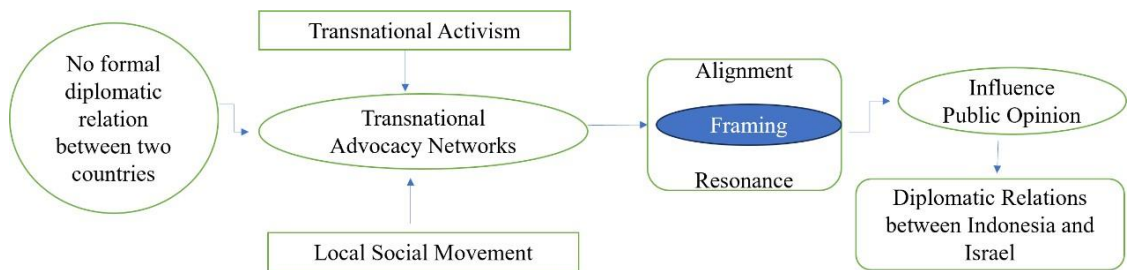 No formal
diplomatic
relation
between two
countries
Transnational Activism
Transnational
Advocacy Networks
Local Social Movement
Alignment
Framing
Resonance
Influence
Public Opinion
Diplomatic Relations
between Indonesia and
Israel